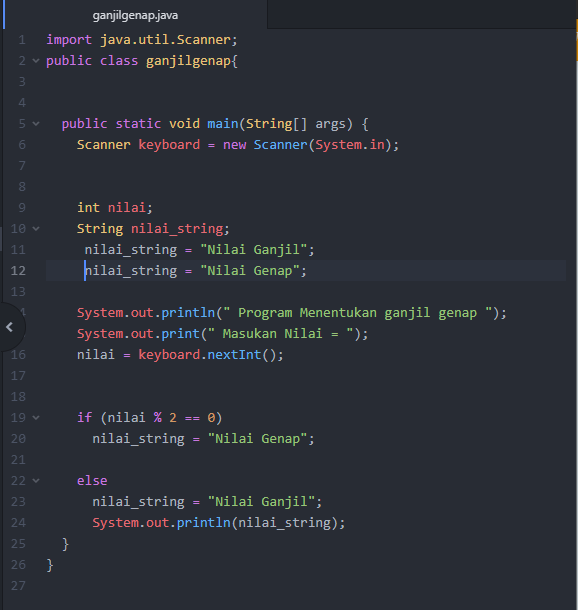 ganjilgenap.java
1 import java.util.Scanner;
2 public class ganjilgenap{
3
4
5 public static void main(String[] args) {
6 Scanner keyboard = new Scanner(System.in);
7
8
9 int nilai;
10 String nilai_string;
11 nilai_string = "Nilai Ganjil";
12 nilai_string = "Nilai Genap";
13
System.out.println(" Program Menentukan ganjil genap ");
System.out.print(" Masukan Nilai = ");
16 nilai = keyboard.nextInt();
17
18
19 if (nilai % 2 == 0)
20 nilai_string = "Nilai Genap";
21
22 else
23 nilai_string = "Nilai Ganjil";
24 System.out.println(nilai_string);
25 }
26 }
27